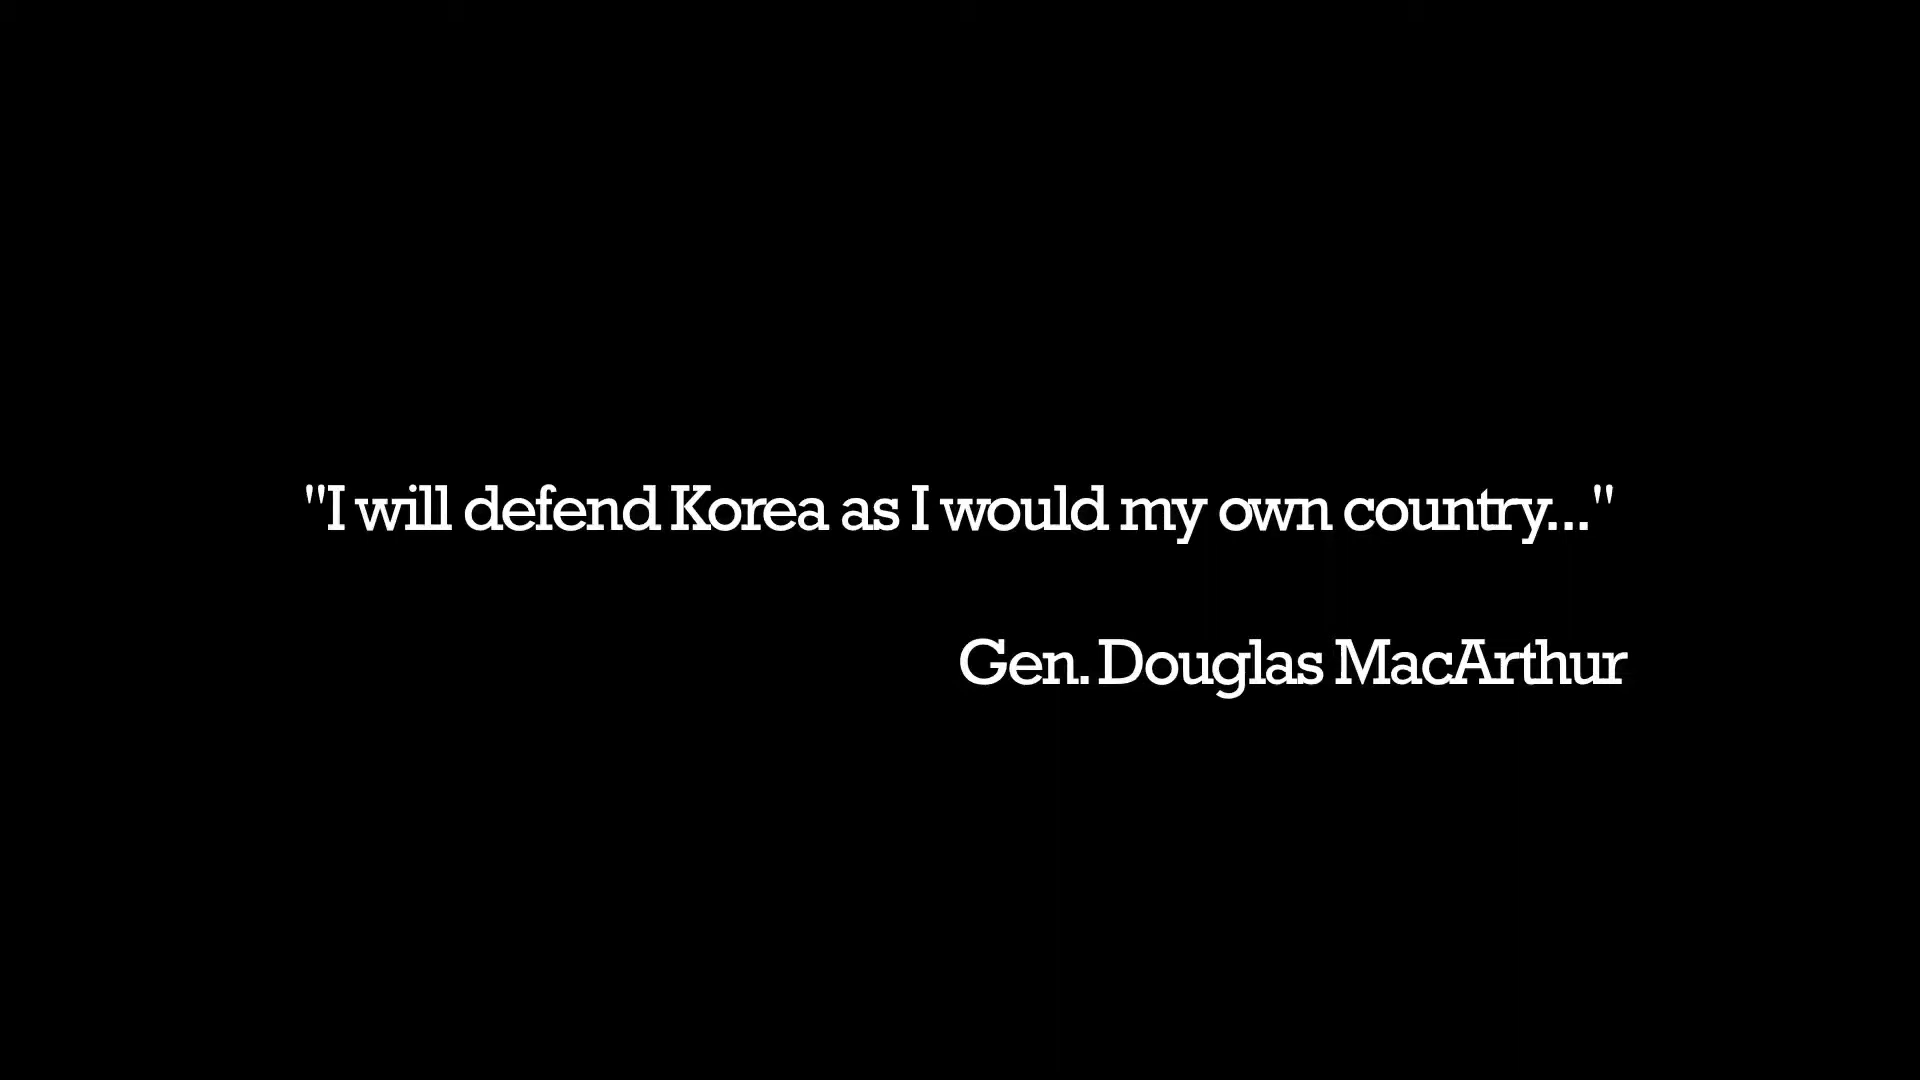 "I will defend Korea as I would my own country..."
Gen. Douglas MacArthur